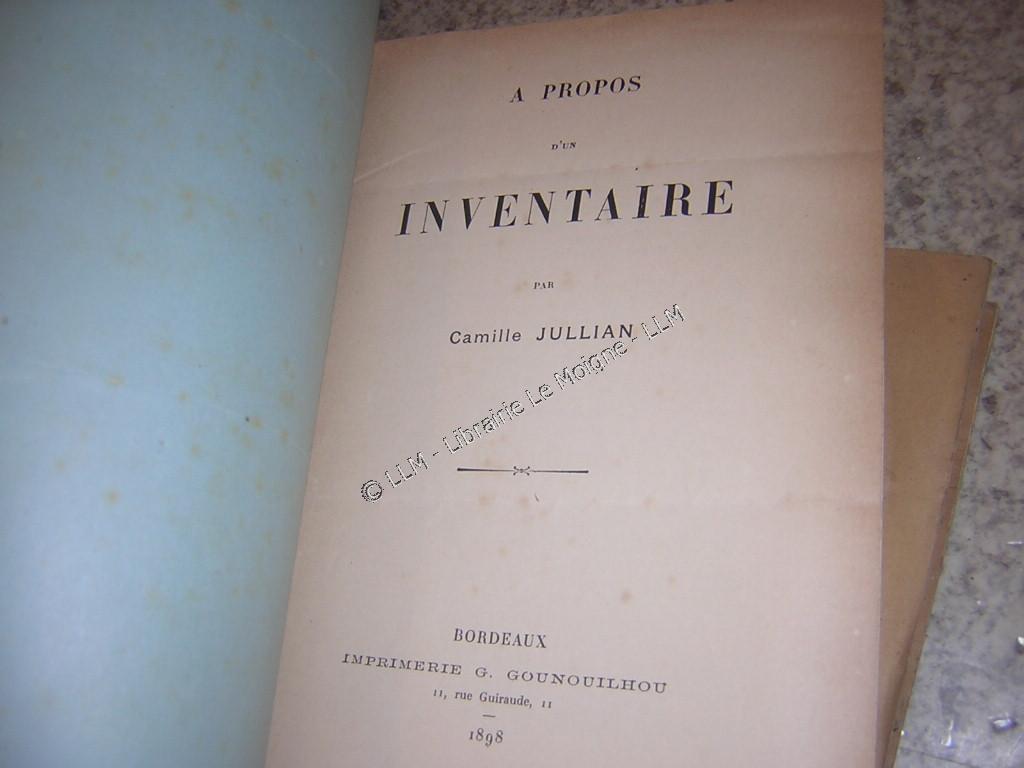 A PROPOS
D'UN
INVENTAIRE
PAR
Camille JULLIAN
© LLM - Librairie Le Moigne - LLM
BORDEAUX
IMPRIMERIE G. GOUNOUILHOU
11, rue Guiraude, 11
1898